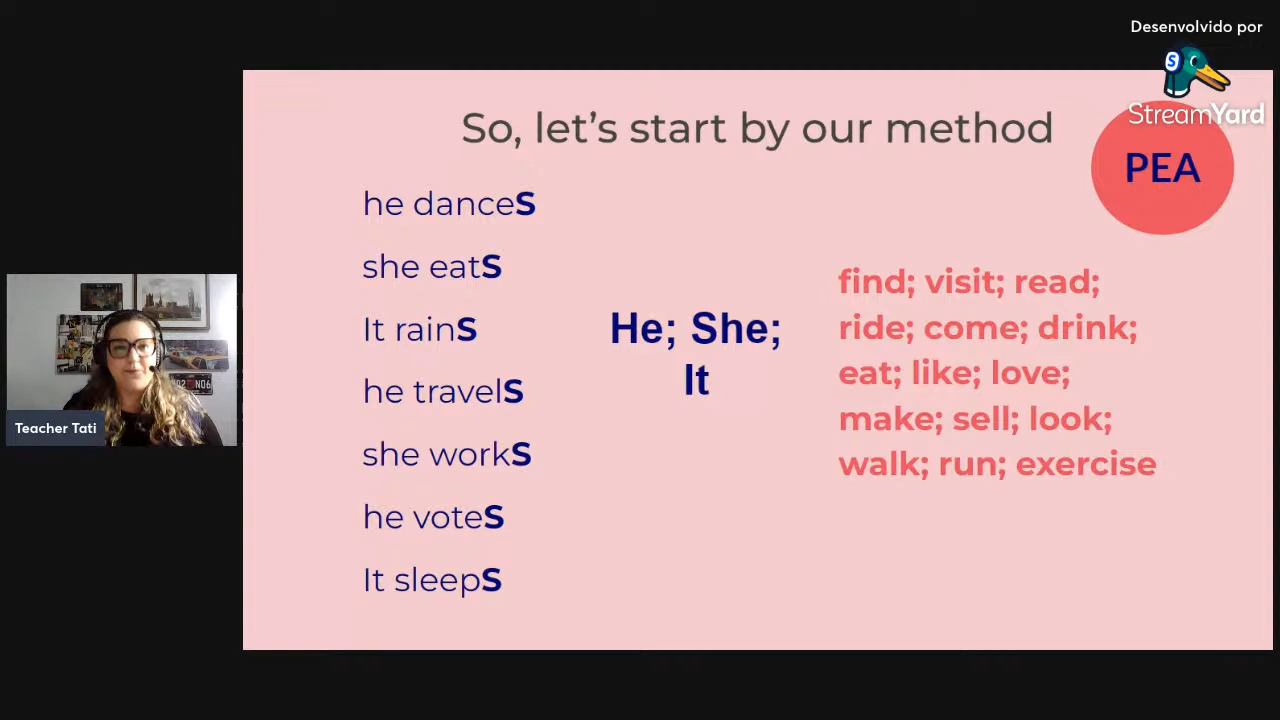 Desenvolvido por
S
StreamYard
So, let's start by our method
PEA
he danceS
she eatS
It rainS
he travelS
she workS
he voteS
It sleepS
He; She;
It
find; visit; read;
ride; come; drink;
eat; like; love;
make; sell; look;
walk; run; exercise
Teacher Tati